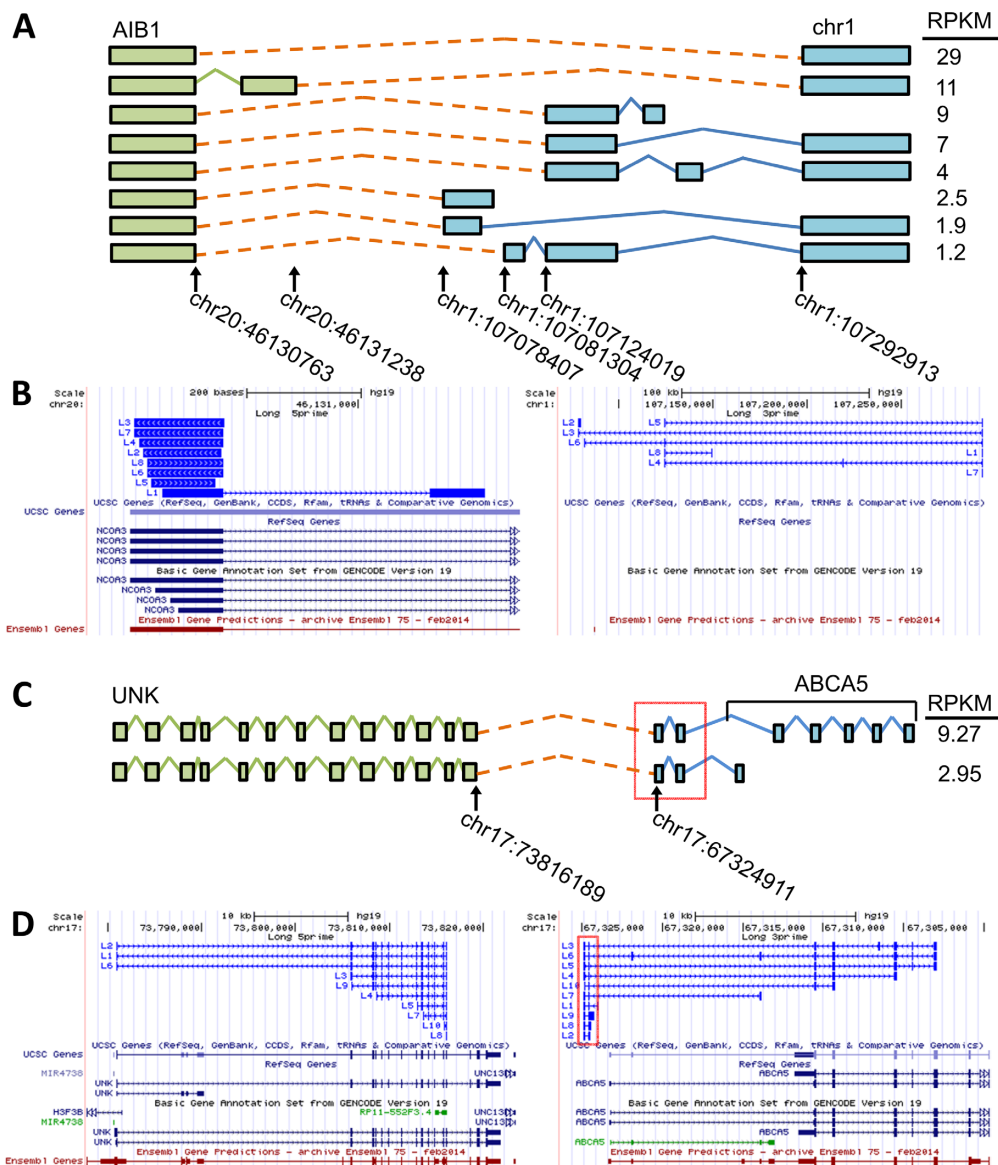 A
AIB1
chr1
RPKM
29
11
9
7
4
2.5
1.9
1.2
chr20:46130763
chr20:46131238
chr1:107078407
chr1:107081304
chr1:107124019
chr1:107292913
B
Scale
200 bases
hg19
chr20:
46,131,000
Long 5prime
L3
L7
L4
L2
L8
L6
L5
L1
UCSC Genes (RefSeq, GenBank, CCDS, Rfam, tRNAs & Comparative Genomics)
UCSC Genes
RefSeq Genes
NCOA3
NCOA3
NCOA3
NCOA3
Basic Gene Annotation Set from GENCODE Version 19
NCOA3
NCOA3
NCOA3
NCOA3
Ensembl Gene Predictions - archive Ensembl 75 - feb2014
Ensembl Genes
Scale
100 kb
hg19
chr1:
107,150,000
107,200,000
107,250,000
Long 3prime
L2
L5
L3
L6
L8
L1
L4
L7
UCSC Genes (RefSeq, GenBank, CCDS, Rfam, tRNAs & Comparative Genomics)
RefSeq Genes
Basic Gene Annotation Set from GENCODE Version 19
Ensembl Gene Predictions - archive Ensembl 75 - feb2014
C
UNK
ABCA5
RPKM
9.27
2.95
chr17:73816189
chr17:67324911
D
Scale
10 kb
hg19
chr17:
73,790,000
73,800,000
73,810,000
73,820,000
Long 5prime
L2
L1
L6
L3
L9
L4
L5
L7
L10
L8
UCSC Genes (RefSeq, GenBank, CCDS, Rfam, tRNAs & Comparative Genomics)
UCSC Genes
RefSeq Genes
MIR4738
UNC13
UNK
UNK
Basic Gene Annotation Set from GENCODE Version 19
H3F3B
RP11-552F3.4
UNC13
MIR4738
UNK
UNK
Ensembl Gene Predictions - archive Ensembl 75 - feb2014
Ensembl Genes
Scale
10 kb
hg19
chr17:
67,325,000
67,320,000
67,315,000
67,310,000
67,305,000
Long 3prime
L3
L6
L5
L4
L10
L7
L1
L9
L8
L2
UCSC Genes (RefSeq, GenBank, CCDS, Rfam, tRNAs & Comparative Genomics)
RefSeq Genes
ABCA5
ABCA5
Basic Gene Annotation Set from GENCODE Version 19
ABCA5
ABCA5
ABCA5
ABCA5
Ensembl Gene Predictions - archive Ensembl 75 - feb2014